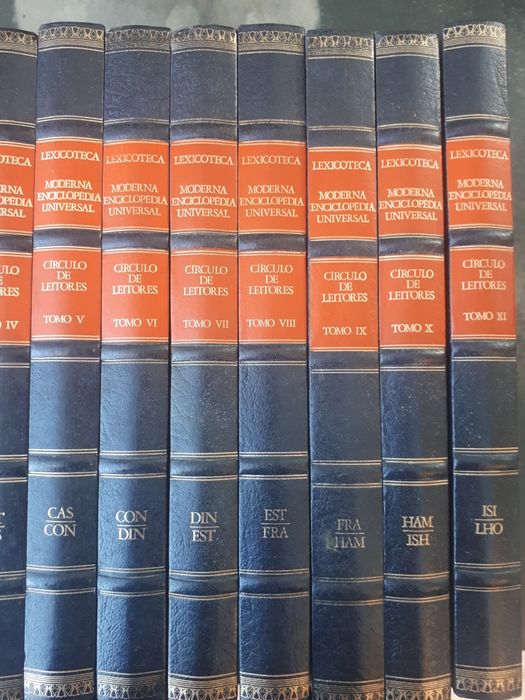 LEXICOTECA
MODERNA
ENCICLOPÉDIA
UNIVERSAL
CÍRCULO
DE
LEITORES
TOMO V
CAS
CON
LEXICOTECA
MODERNA
ENCICLOPÉDIA
UNIVERSAL
CÍRCULO
DE
LEITORES
TOMO VI
CON
DIN
LEXICOTECA
MODERNA
ENCICLOPÉDIA
UNIVERSAL
CÍRCULO
DE
LEITORES
TOMO VII
DIN
EST
LEXICOTECA
MODERNA
ENCICLOPÉDIA
UNIVERSAL
CÍRCULO
DE
LEITORES
TOMO VIII
EST
FRA
LEXICOTECA
MODERNA
ENCICLOPÉDIA
UNIVERSAL
CÍRCULO
DE
LEITORES
TOMO IX
FRA
HAM
LEXICOTECA
MODERNA
ENCICLOPÉDIA
UNIVERSAL
CÍRCULO
DE
LEITORES
TOMO X
HAM
ISH
LEXICOTECA
MODERNA
ENCICLOPÉDIA
UNIVERSAL
CÍRCULO
DE
LEITORES
TOMO XI
ISI
LHO